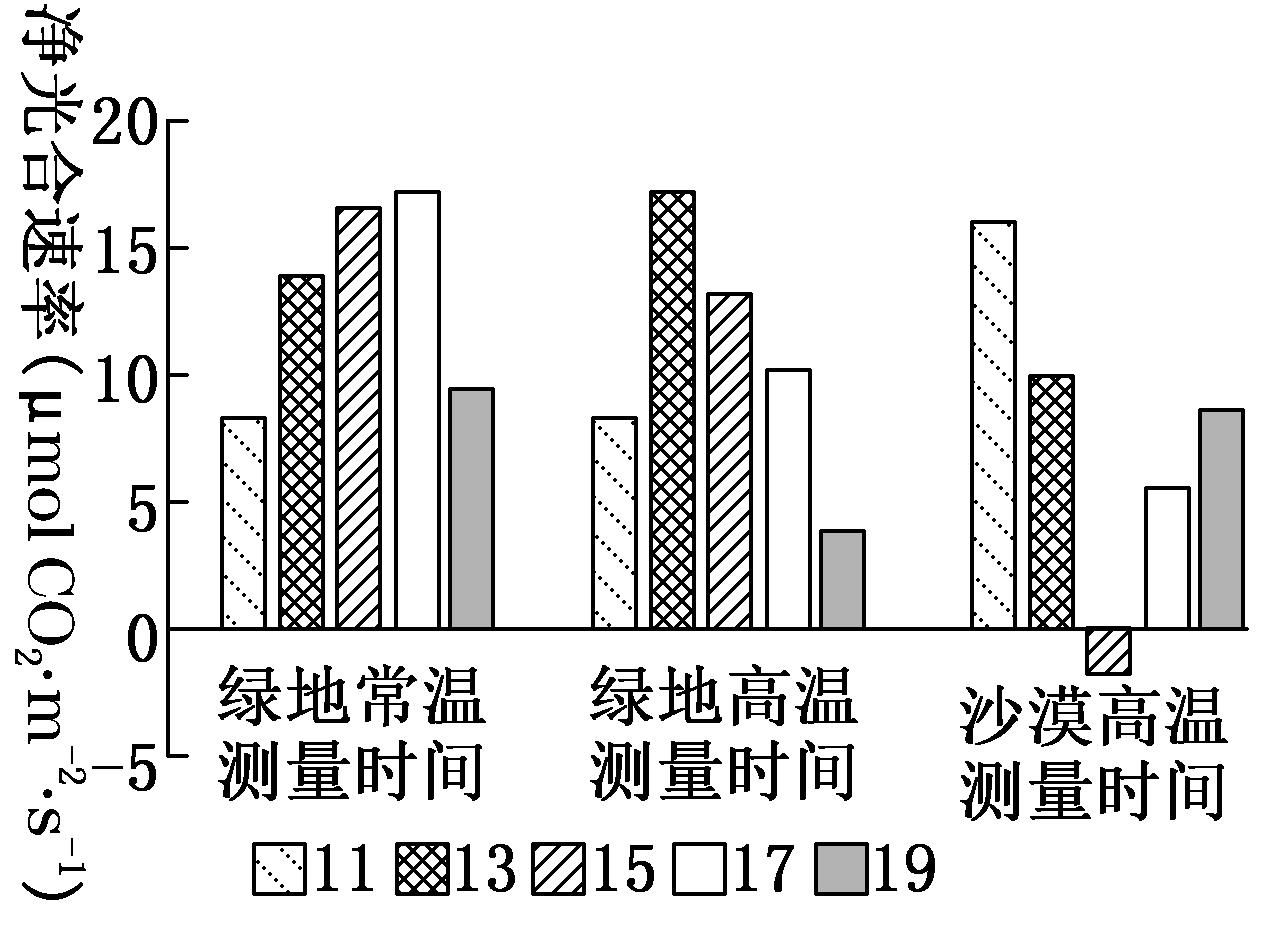 净光合速率(μmol CO₂·m⁻²·s⁻¹)
20
15
10
5
0
-5
绿地常温
测量时间
绿地高温
测量时间
沙漠高温
测量时间
11 13 15 17 19